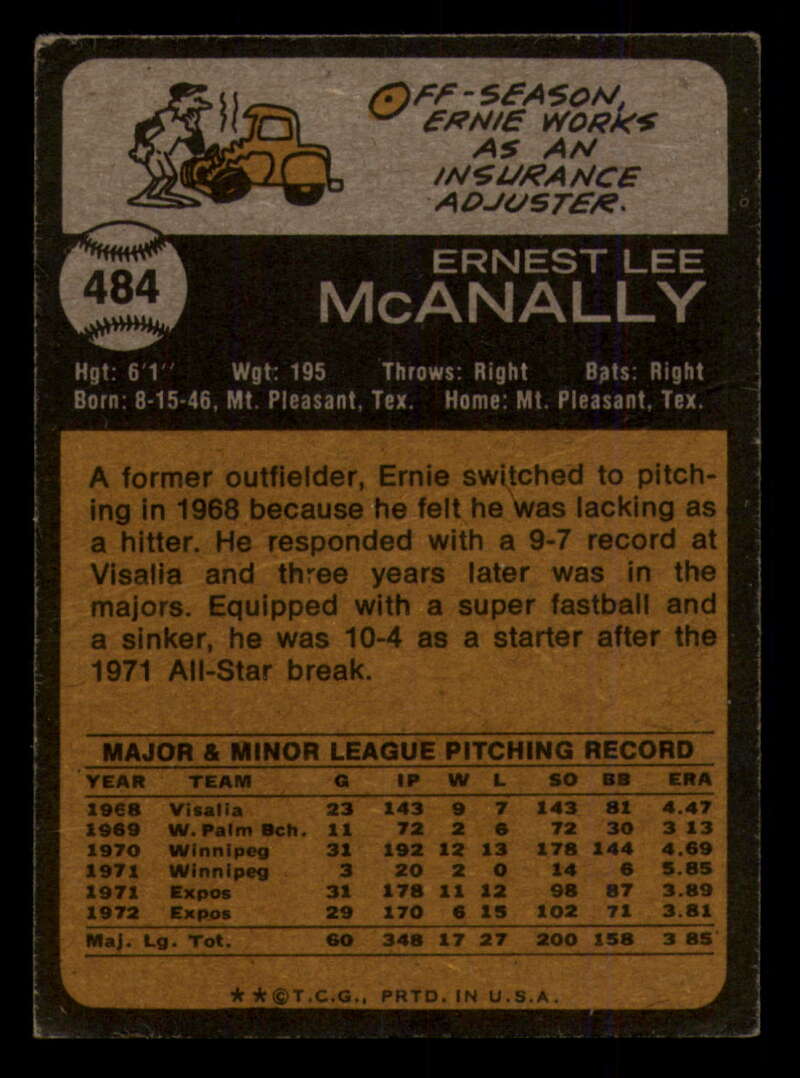 OFF-SEASON,
ERNIE WORKS
AS AN
INSURANCE
ADJUSTER.
484
ERNEST LEE
McANALLY
Hgt: 6'1" Wgt: 195 Throws: Right Bats: Right
Born: 8-15-46, Mt. Pleasant, Tex. Home: Mt. Pleasant, Tex.
A former outfielder, Ernie switched to pitch-
ing in 1968 because he felt he was lacking as
a hitter. He responded with a 9-7 record at
Visalia and three years later was in the
majors. Equipped with a super fastball and
a sinker, he was 10-4 as a starter after the
1971 All-Star break.
MAJOR & MINOR LEAGUE PITCHING RECORD
YEAR TEAM G IP W L SO BB ERA
1968 Visalia 23 143 9 7 143 81 4.47
1969 W. Palm Bch. 11 72 2 6 72 30 3 13
1970 Winnipeg 31 192 12 13 178 144 4.69
1971 Winnipeg 3 20 2 0 14 6 5.85
1971 Expos 31 178 11 12 98 87 3.89
1972 Expos 29 170 6 15 102 71 3.81
Maj. Lg. Tot. 60 348 17 27 200 158 3 85
**©T.C.G., PRTD. IN U.S.A.